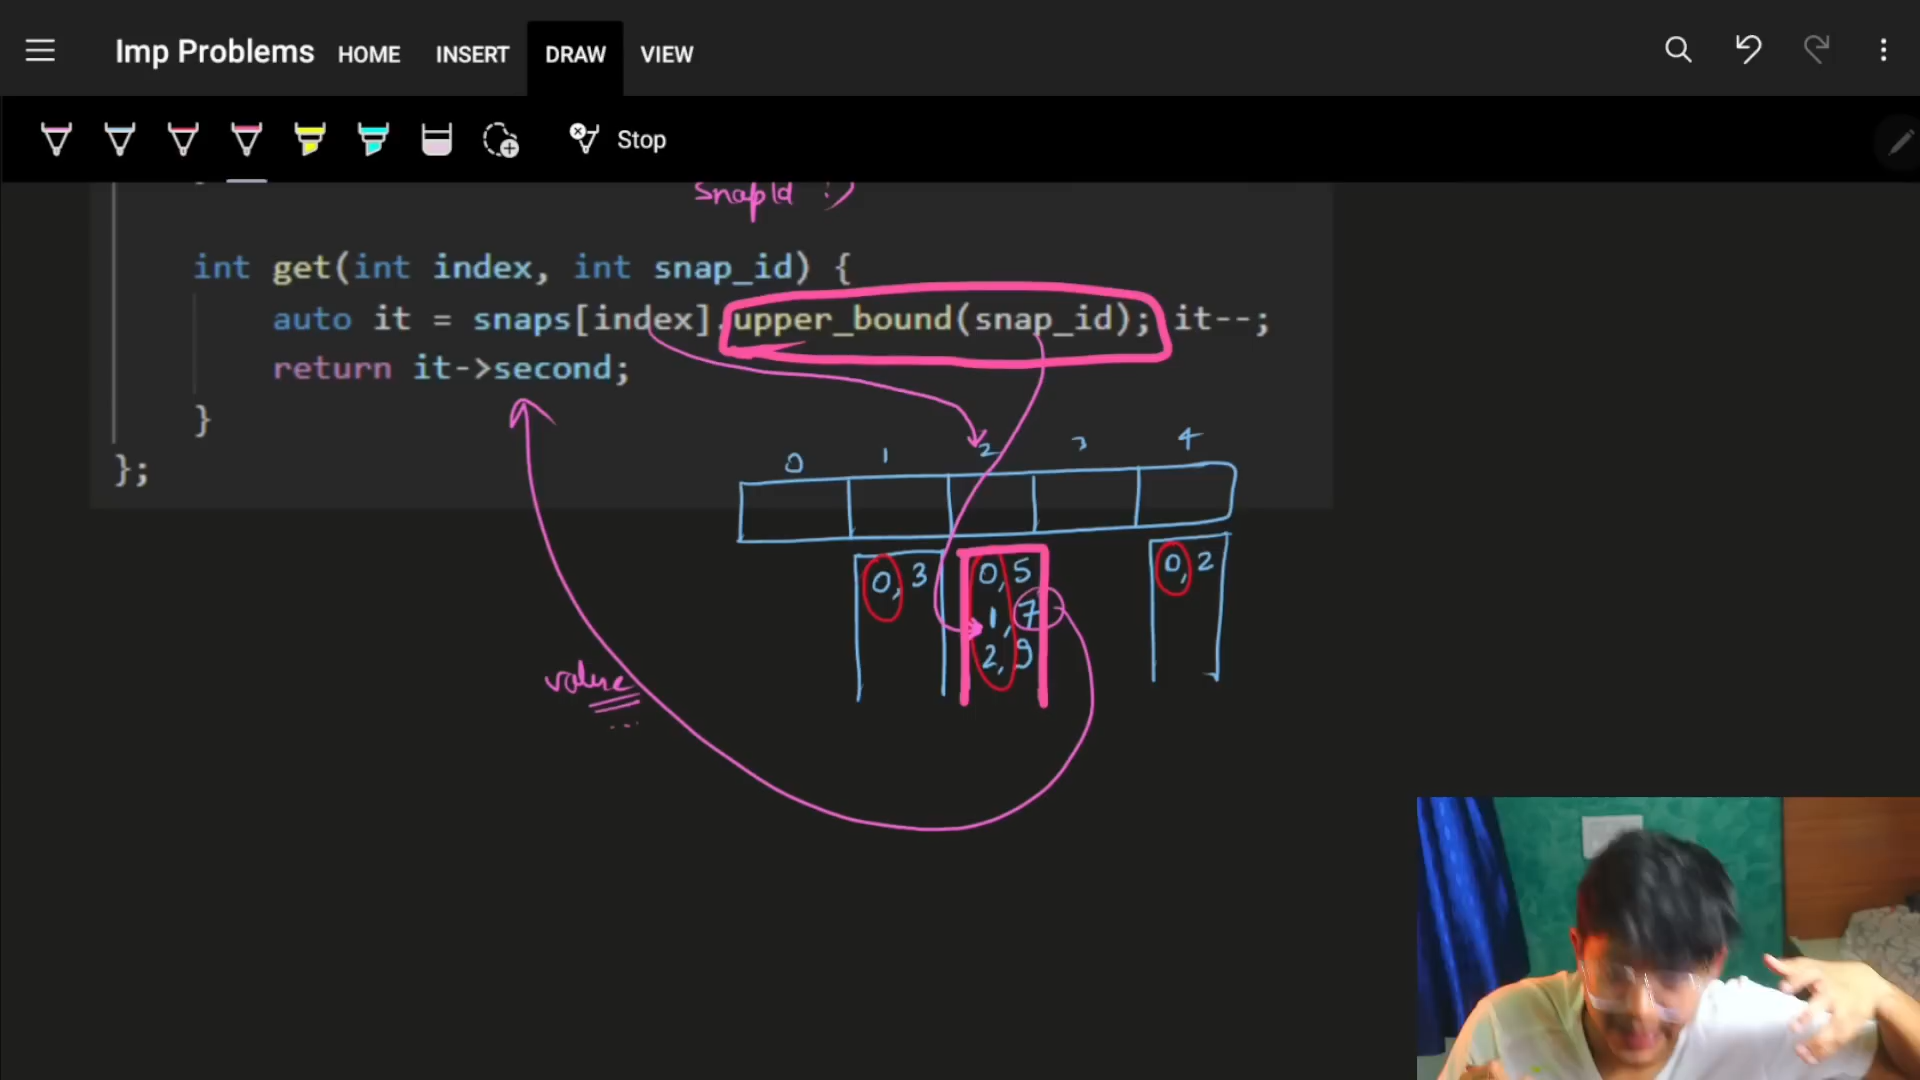 Imp Problems HOME INSERT DRAW VIEW
Stop
SnapId :)
int get(int index, int snap_id) {
auto it = snaps[index].upper_bound(snap_id); it--;
return it->second;
}
};
0 1 2 3 4
0, 3 0, 5 0, 2
1, 7
2, 9
value